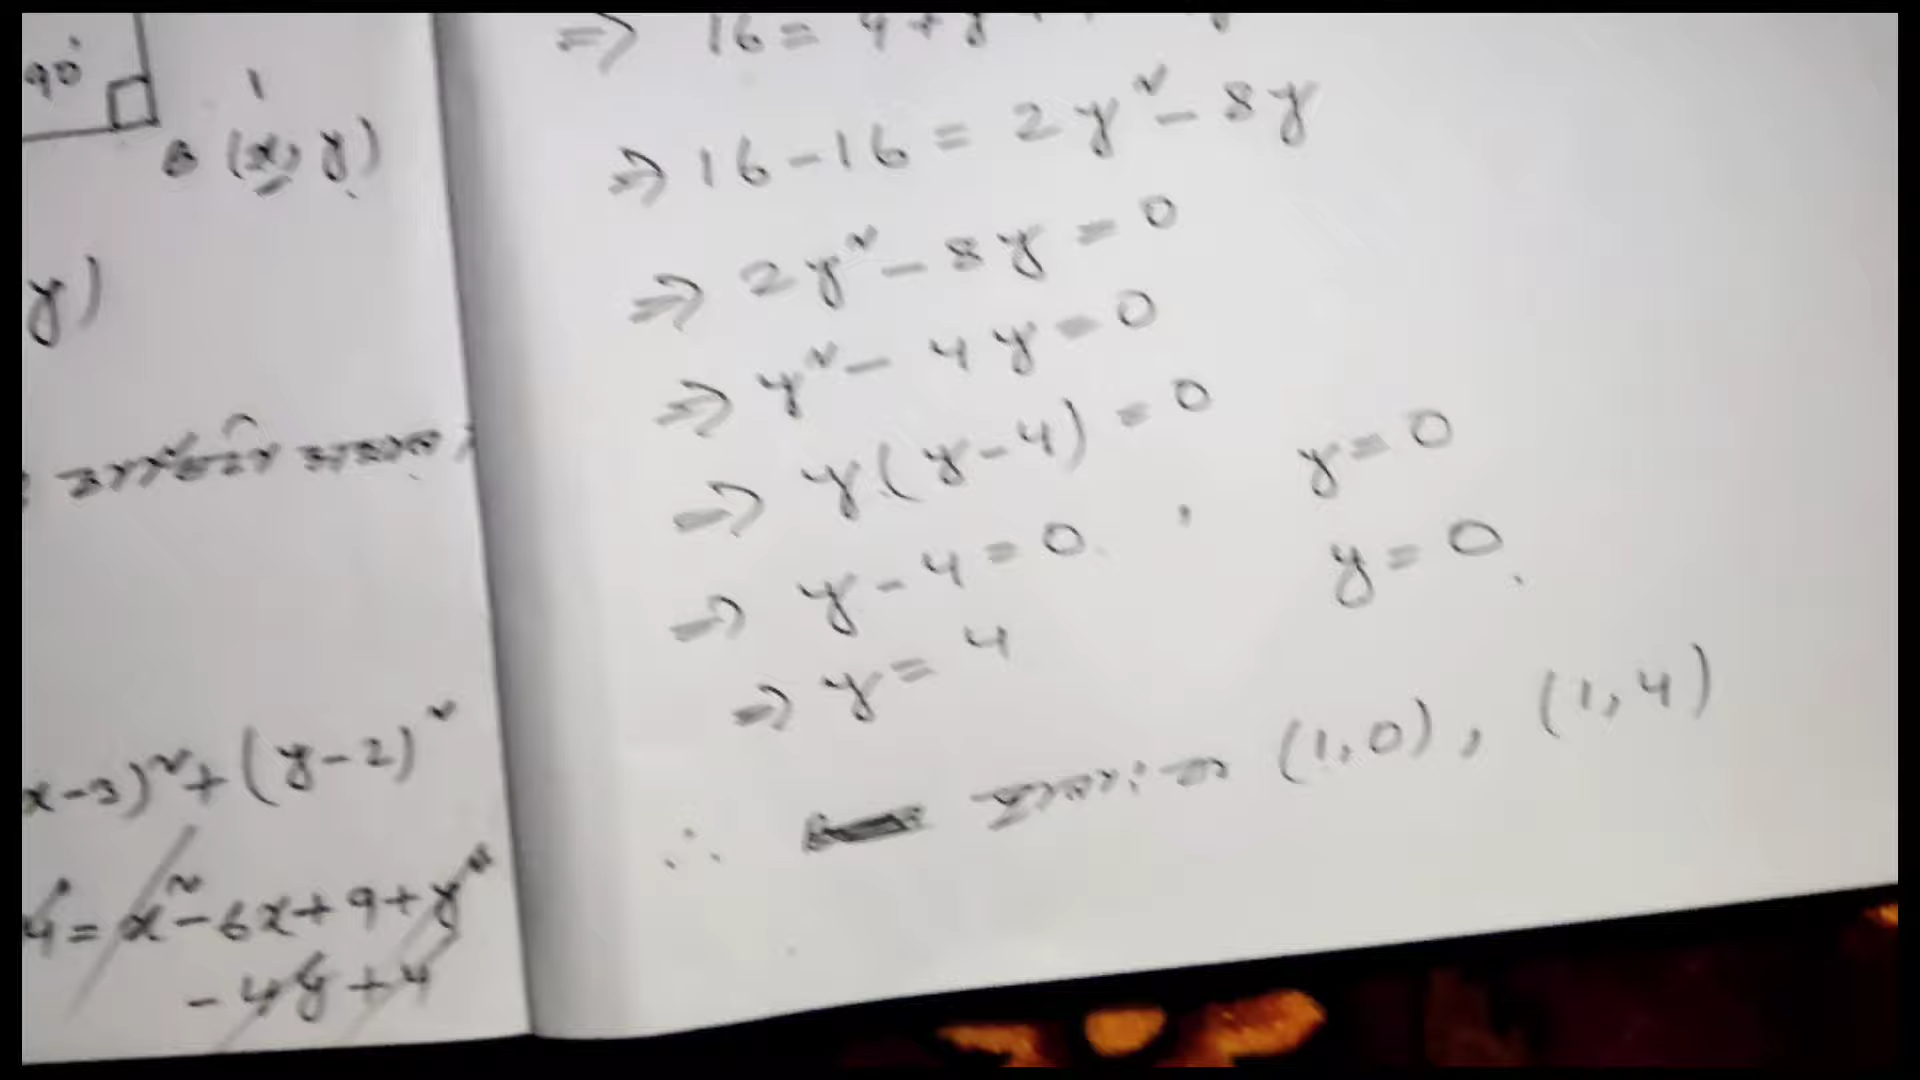 90°
1
B (x, y)
y)
x-3)² + (y-2)²
4 = x² - 6x + 9 + y²
- 4y + 4
⇒ 16 = 4 + y
⇒ 16 - 16 = 2y² - 8y
⇒ 2y² - 8y = 0
⇒ y² - 4y = 0
⇒ y(y-4) = 0
⇒ y - 4 = 0 , y = 0
⇒ y = 4 y = 0
∴ (1,0), (1,4)